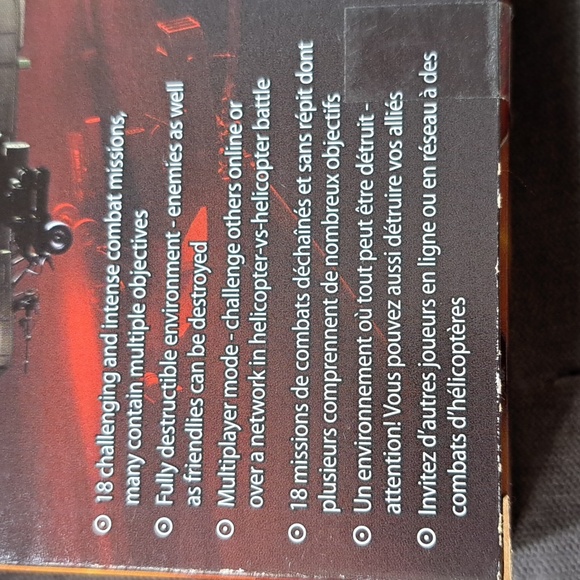 18 challenging and intense combat missions,
many contain multiple objectives
Fully destructible environment - enemies as well
as friendlies can be destroyed
Multiplayer mode - challenge others online or
over a network in helicopter-vs-helicopter battle
18 missions de combats déchaînés et sans répit dont
plusieurs comprennent de nombreux objectifs
Un environnement où tout peut être détruit -
attention! Vous pouvez aussi détruire vos alliés
Invitez d'autres joueurs en ligne ou en réseau à des
combats d'hélicoptères